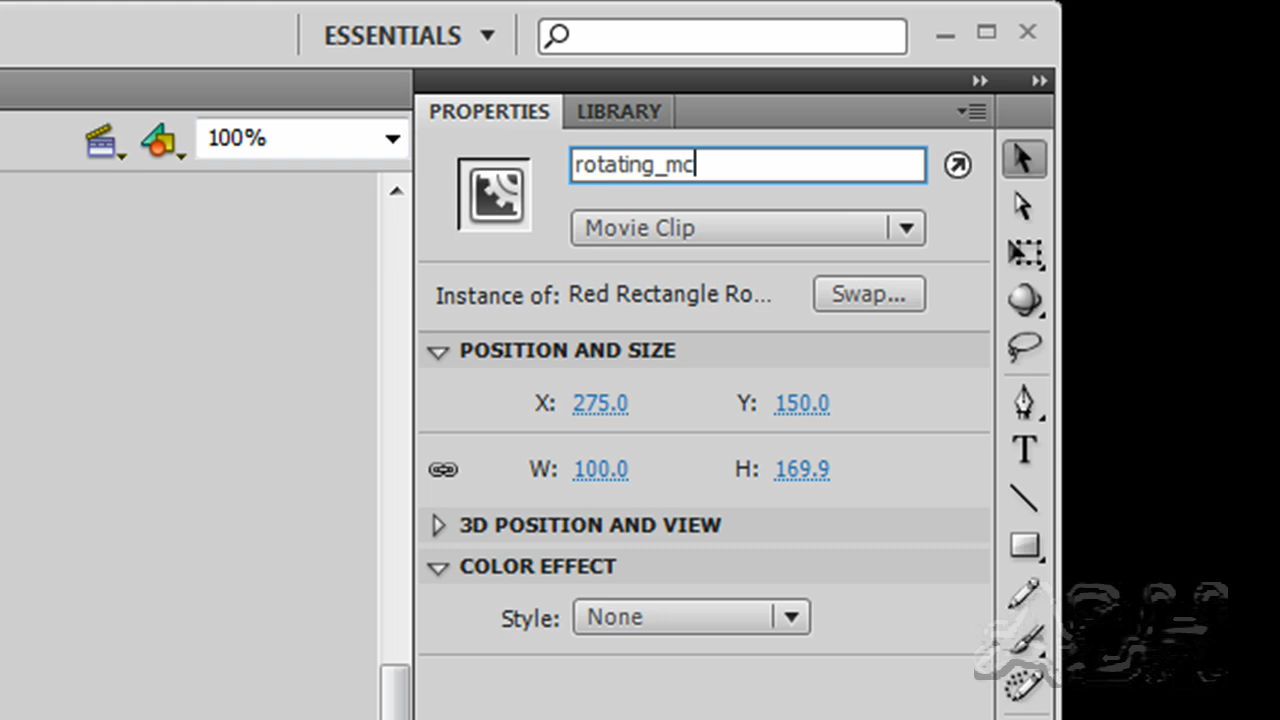 ESSENTIALS
PROPERTIES LIBRARY
100%
rotating_mc
Movie Clip
Instance of: Red Rectangle Ro... Swap...
POSITION AND SIZE
X: 275.0 Y: 150.0
W: 100.0 H: 169.9
3D POSITION AND VIEW
COLOR EFFECT
Style: None